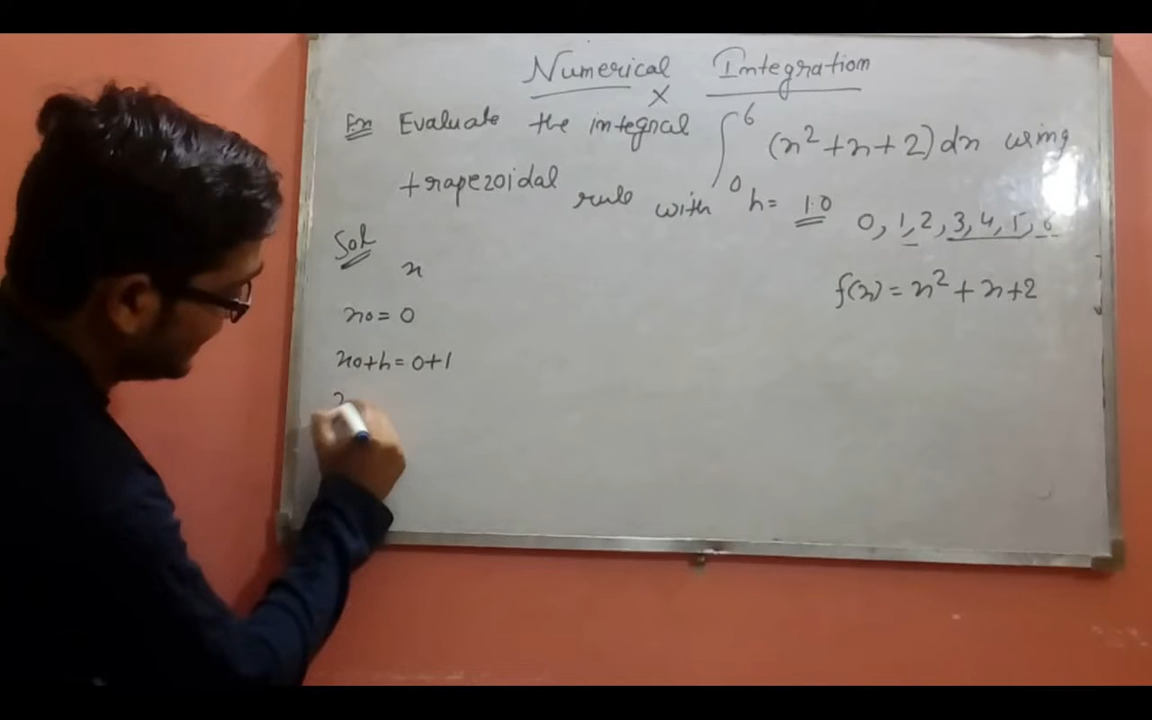 Numerical Integration
x
Ex Evaluate the integral ∫₀⁶ (x² + x + 2) dx using
trapezoidal rule with h = 1.0
0, 1, 2, 3, 4, 5, 6
Sol
x
f(x) = x² + x + 2
x0 = 0
x0+h = 0+1